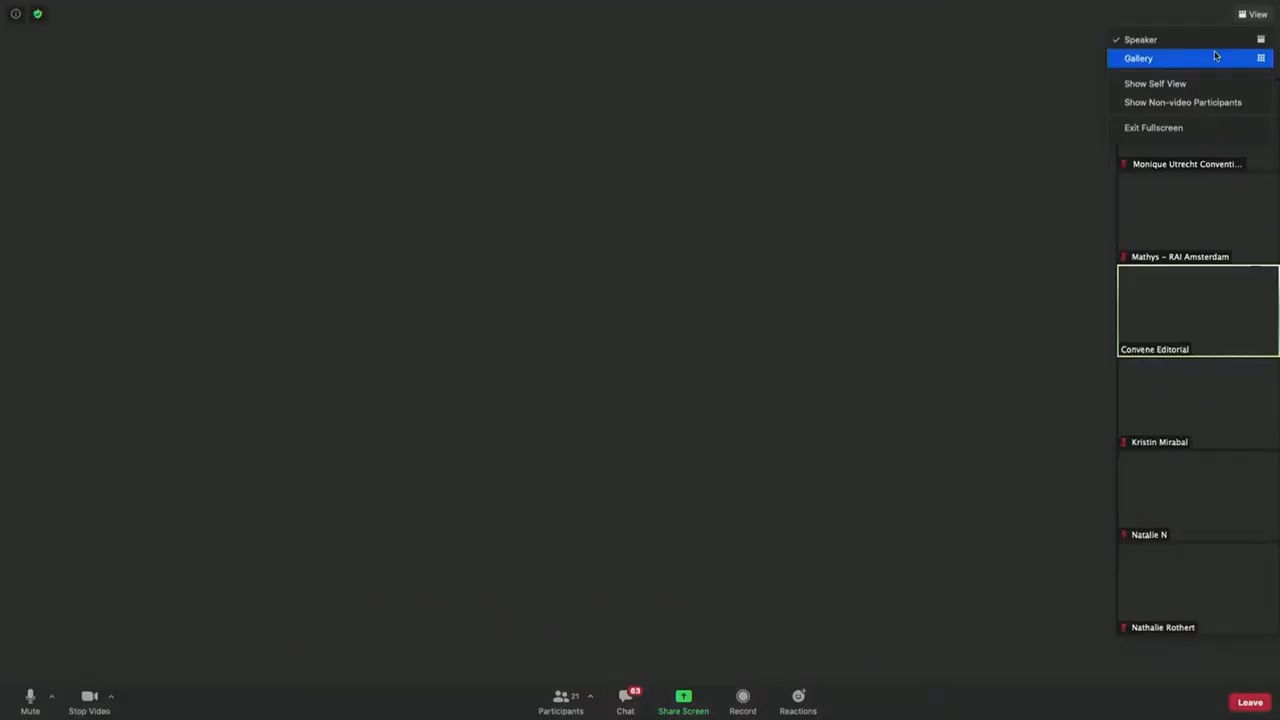 View
Speaker
Gallery
Show Self View
Show Non-video Participants
Exit Fullscreen
Monique Utrecht Conventi...
Mathys - RAI Amsterdam
Convene Editorial
Kristin Mirabal
Natalie N
Nathalie Rothert
Mute
Stop Video
21
Participants
63
Chat
Share Screen
Record
Reactions
Leave